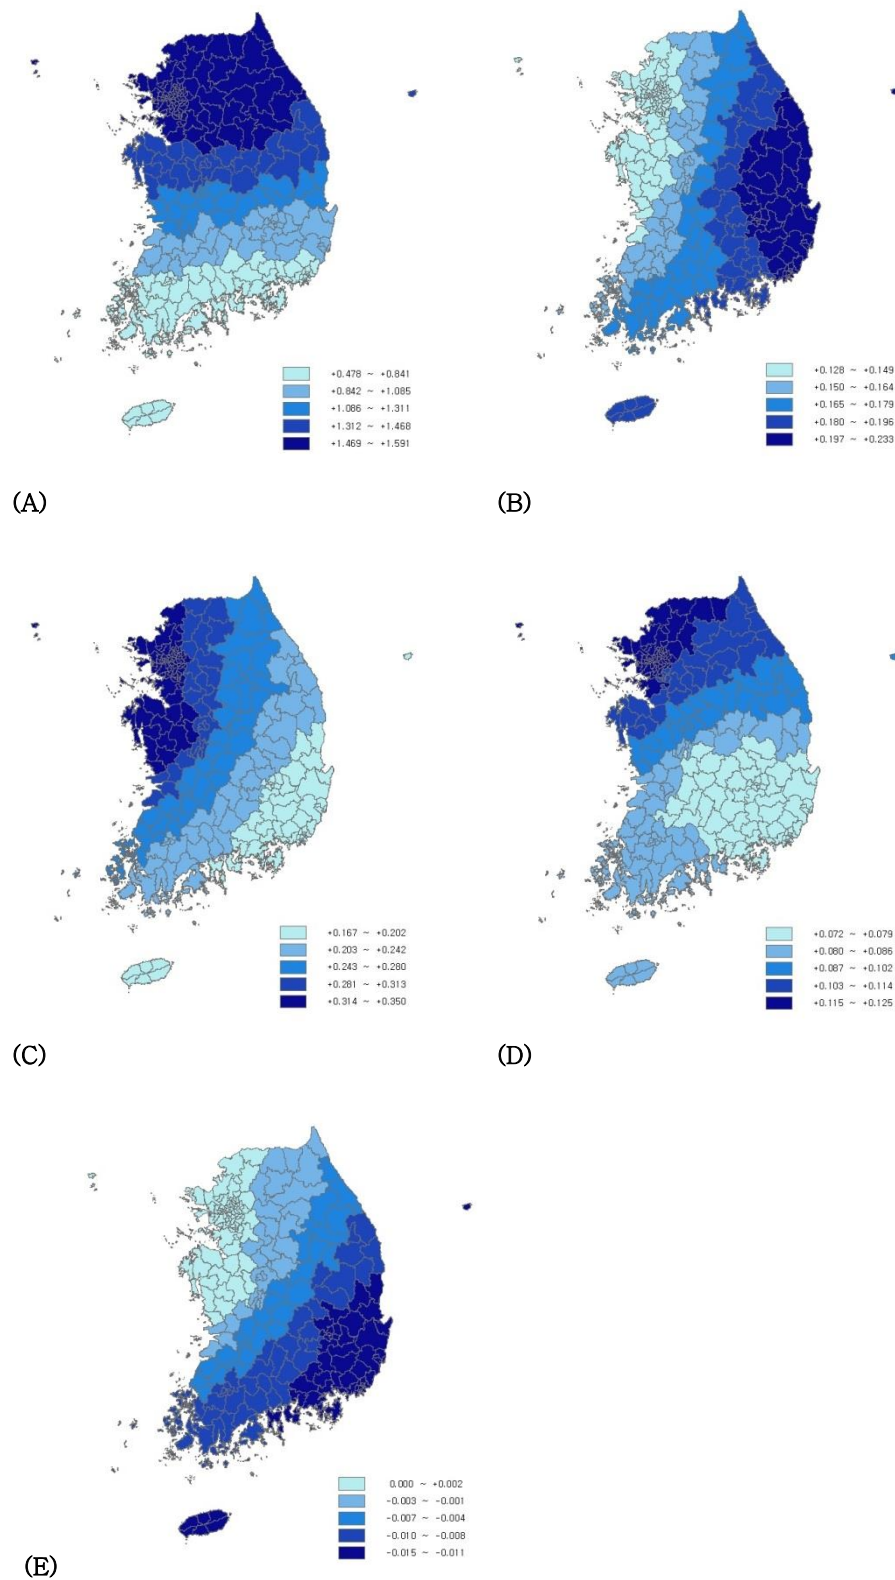 +0.478 ~ +0.841
+0.842 ~ +1.085
+1.086 ~ +1.311
+1.312 ~ +1.468
+1.469 ~ +1.591
(A)
+0.128 ~ +0.149
+0.150 ~ +0.164
+0.165 ~ +0.179
+0.180 ~ +0.196
+0.197 ~ +0.233
(B)
+0.167 ~ +0.202
+0.203 ~ +0.242
+0.243 ~ +0.280
+0.281 ~ +0.313
+0.314 ~ +0.350
(C)
+0.072 ~ +0.079
+0.080 ~ +0.086
+0.087 ~ +0.102
+0.103 ~ +0.114
+0.115 ~ +0.125
(D)
0.000 ~ +0.002
-0.003 ~ -0.001
-0.007 ~ -0.004
-0.010 ~ -0.008
-0.015 ~ -0.011
(E)